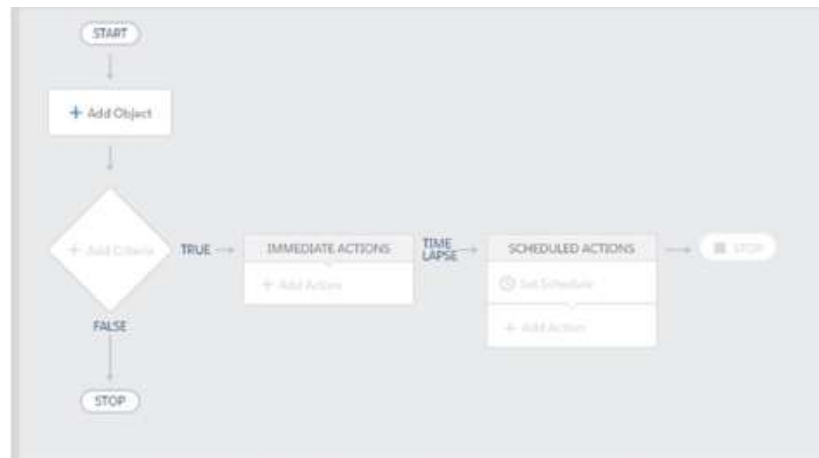 START
+ Add Object
+ Add Criteria
TRUE
IMMEDIATE ACTIONS
+ Add Action
TIME
LAPSE
SCHEDULED ACTIONS
Set Schedule
+ Add Action
STOP
FALSE
STOP